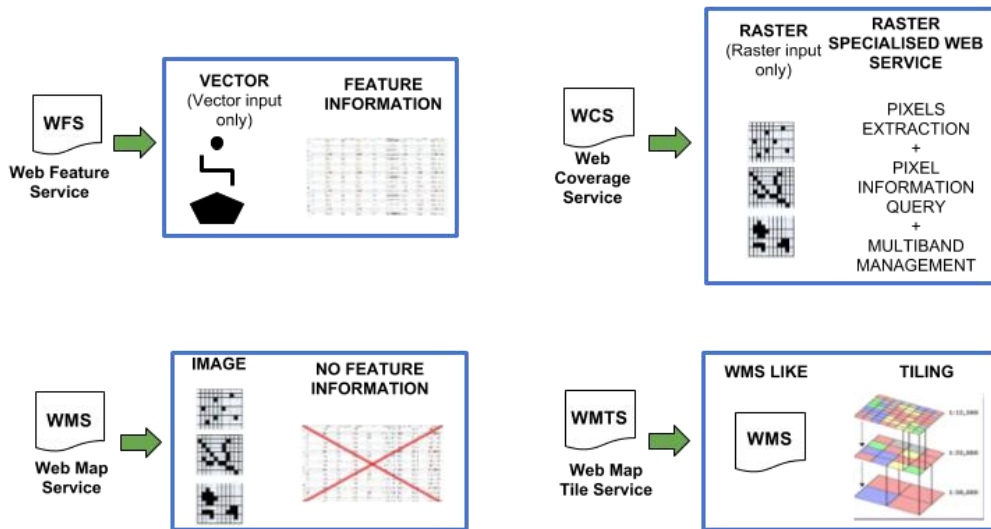 WFS
Web Feature
Service
VECTOR
(Vector input
only)
FEATURE
INFORMATION
WCS
Web
Coverage
Service
RASTER
(Raster input
only)
RASTER
SPECIALISED WEB
SERVICE
PIXELS
EXTRACTION
+
PIXEL
INFORMATION
QUERY
+
MULTIBAND
MANAGEMENT
WMS
Web Map
Service
IMAGE
NO FEATURE
INFORMATION
WMTS
Web Map
Tile Service
WMS LIKE
WMS
TILING